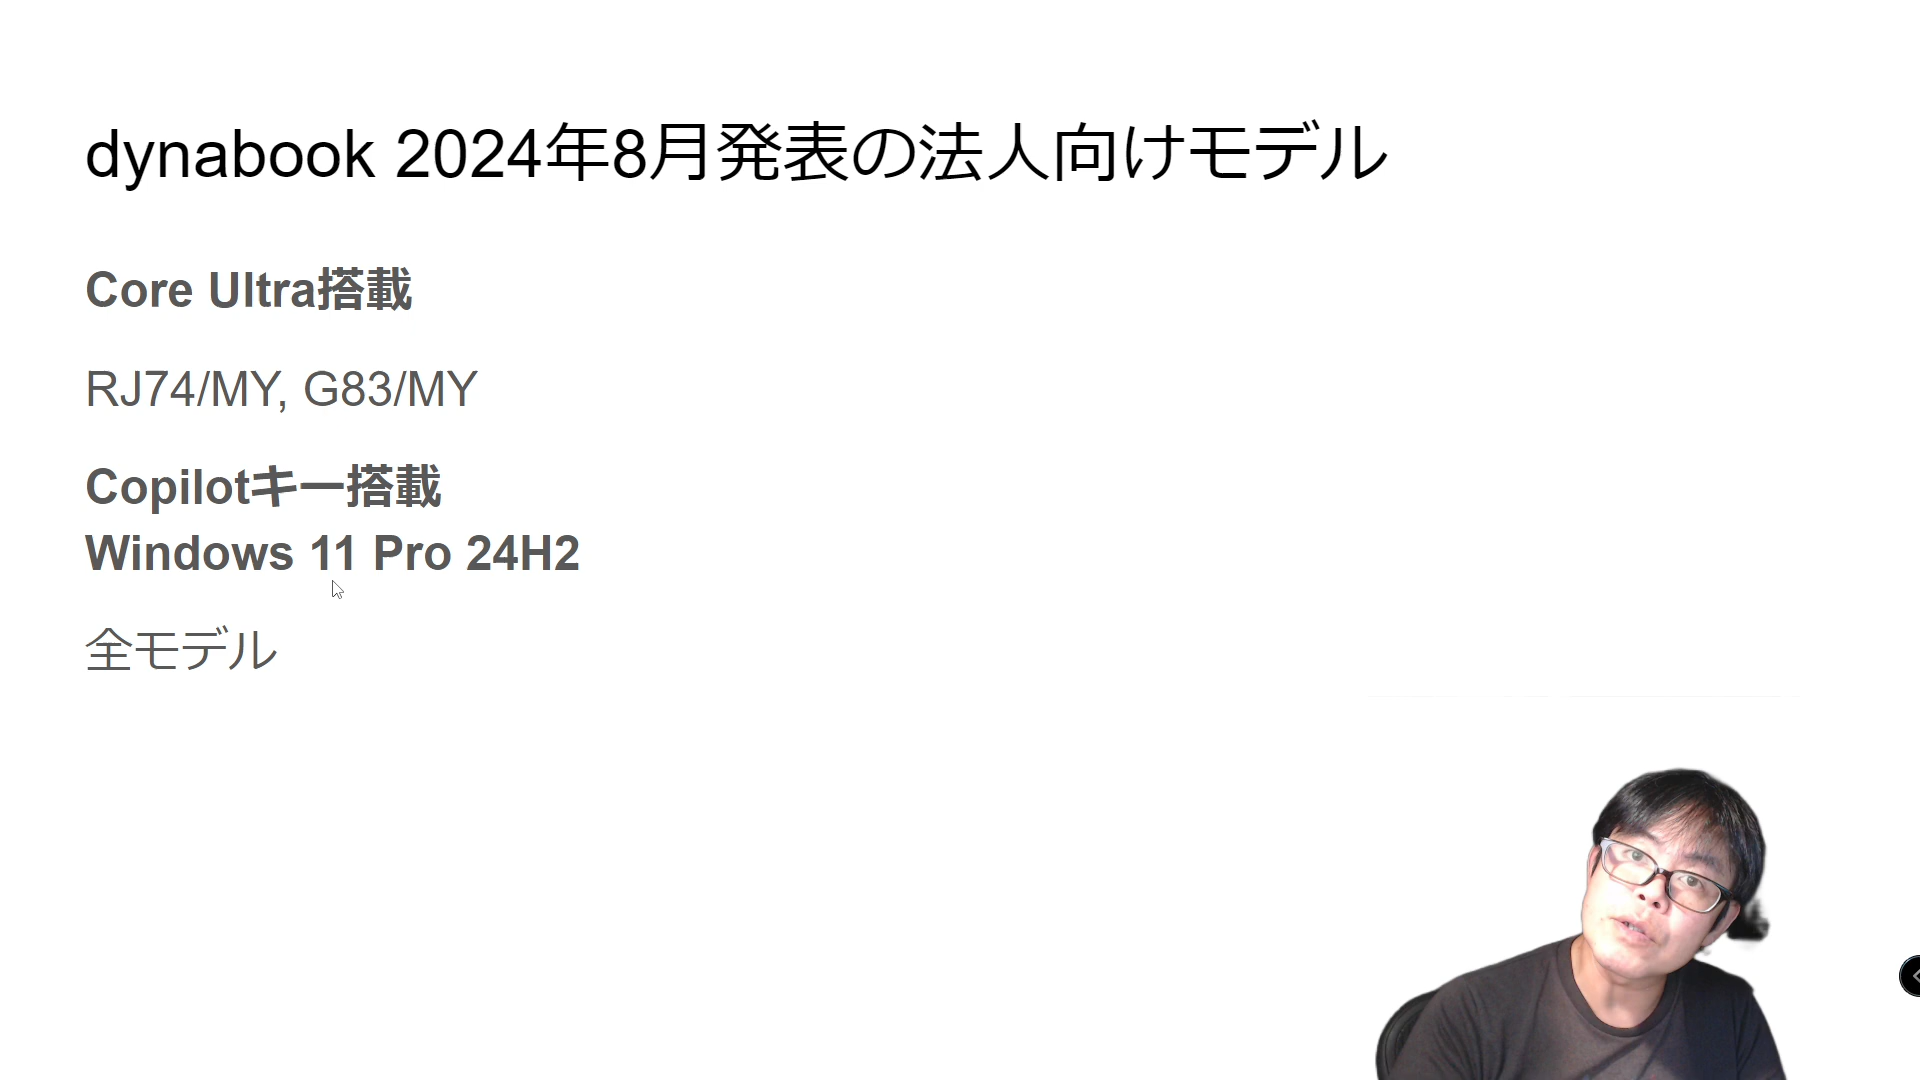 dynabook 2024年8月発表の法人向けモデル
Core Ultra搭載
RJ74/MY, G83/MY
Copilotキー搭載
Windows 11 Pro 24H2
全モデル